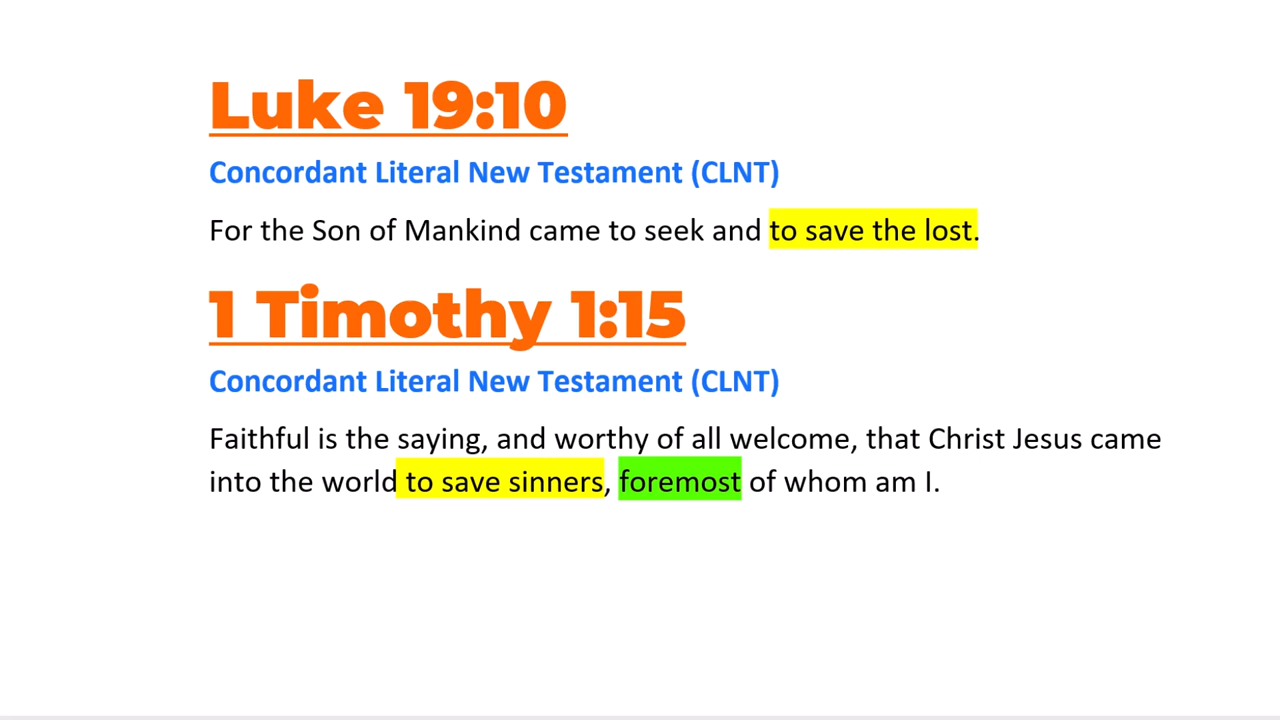 Luke 19:10
Concordant Literal New Testament (CLNT)
For the Son of Mankind came to seek and to save the lost.
1 Timothy 1:15
Concordant Literal New Testament (CLNT)
Faithful is the saying, and worthy of all welcome, that Christ Jesus came
into the world to save sinners, foremost of whom am I.